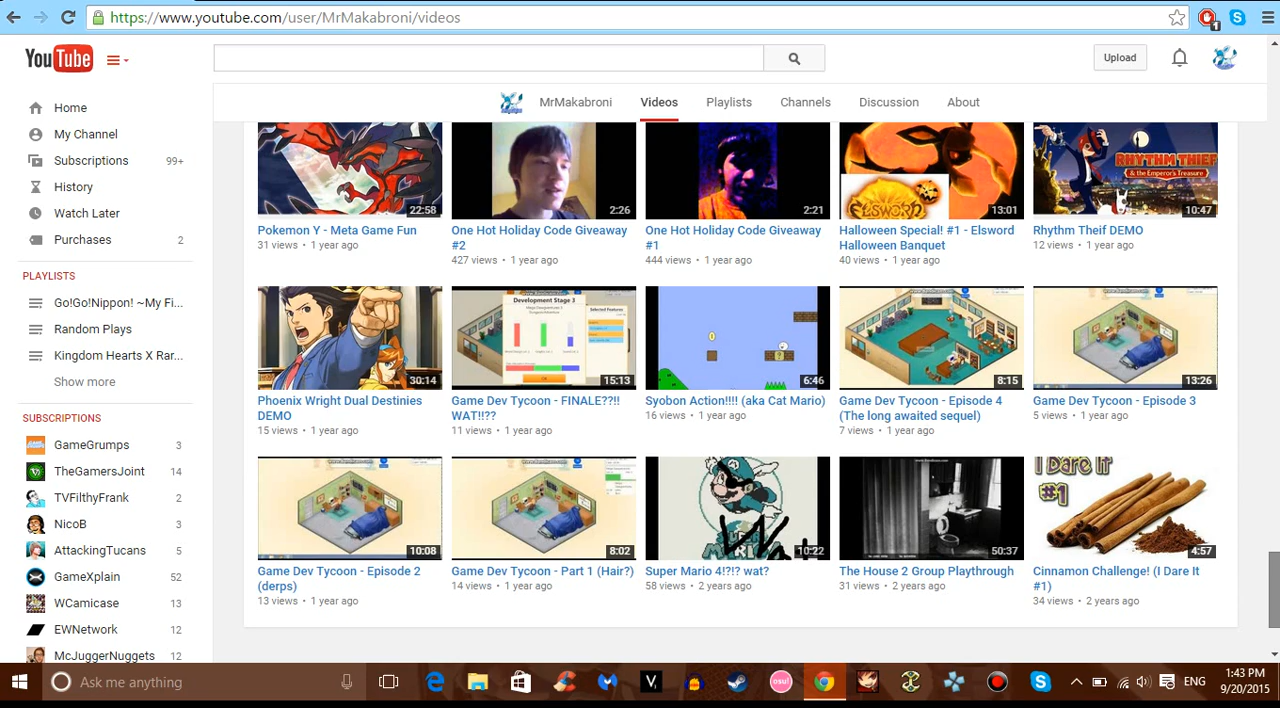 https://www.youtube.com/user/MrMakabroni/videos
1
YouTube
Upload
MrMakabroni Videos Playlists Channels Discussion About
Home
My Channel
Subscriptions 99+
History
Watch Later
Purchases 2
PLAYLISTS
Go!Go!Nippon! ~My Fi...
Random Plays
Kingdom Hearts X Rar...
Show more
SUBSCRIPTIONS
GameGrumps 3
TheGamersJoint 14
TVFilthyFrank 2
NicoB 3
AttackingTucans 5
GameXplain 52
WCamicase 13
EWNetwork 12
McJuggerNuggets 12
22:58
Pokemon Y - Meta Game Fun
31 views • 1 year ago
2:26
One Hot Holiday Code Giveaway
#2
427 views • 1 year ago
2:21
One Hot Holiday Code Giveaway
#1
444 views • 1 year ago
ELSWORD
13:01
Halloween Special! #1 - Elsword
Halloween Banquet
40 views • 1 year ago
RHYTHM THIEF
& the Emperor's Treasure
10:47
Rhythm Theif DEMO
12 views • 1 year ago
30:14
Phoenix Wright Dual Destinies
DEMO
15 views • 1 year ago
Development Stage 3
Selected Features
15:13
Game Dev Tycoon - FINALE??!!
WAT!!??
11 views • 1 year ago
6:46
Syobon Action!!!! (aka Cat Mario)
16 views • 1 year ago
8:15
Game Dev Tycoon - Episode 4
(The long awaited sequel)
7 views • 1 year ago
13:26
Game Dev Tycoon - Episode 3
5 views • 1 year ago
10:08
Game Dev Tycoon - Episode 2
(derps)
13 views • 1 year ago
8:02
Game Dev Tycoon - Part 1 (Hair?)
14 views • 1 year ago
10:22
Super Mario 4!?!? wat?
58 views • 2 years ago
50:37
The House 2 Group Playthrough
31 views • 2 years ago
I DARE IT
#1
4:57
Cinnamon Challenge! (I Dare It
#1)
34 views • 2 years ago
Ask me anything
osu!
ENG
1:43 PM
9/20/2015